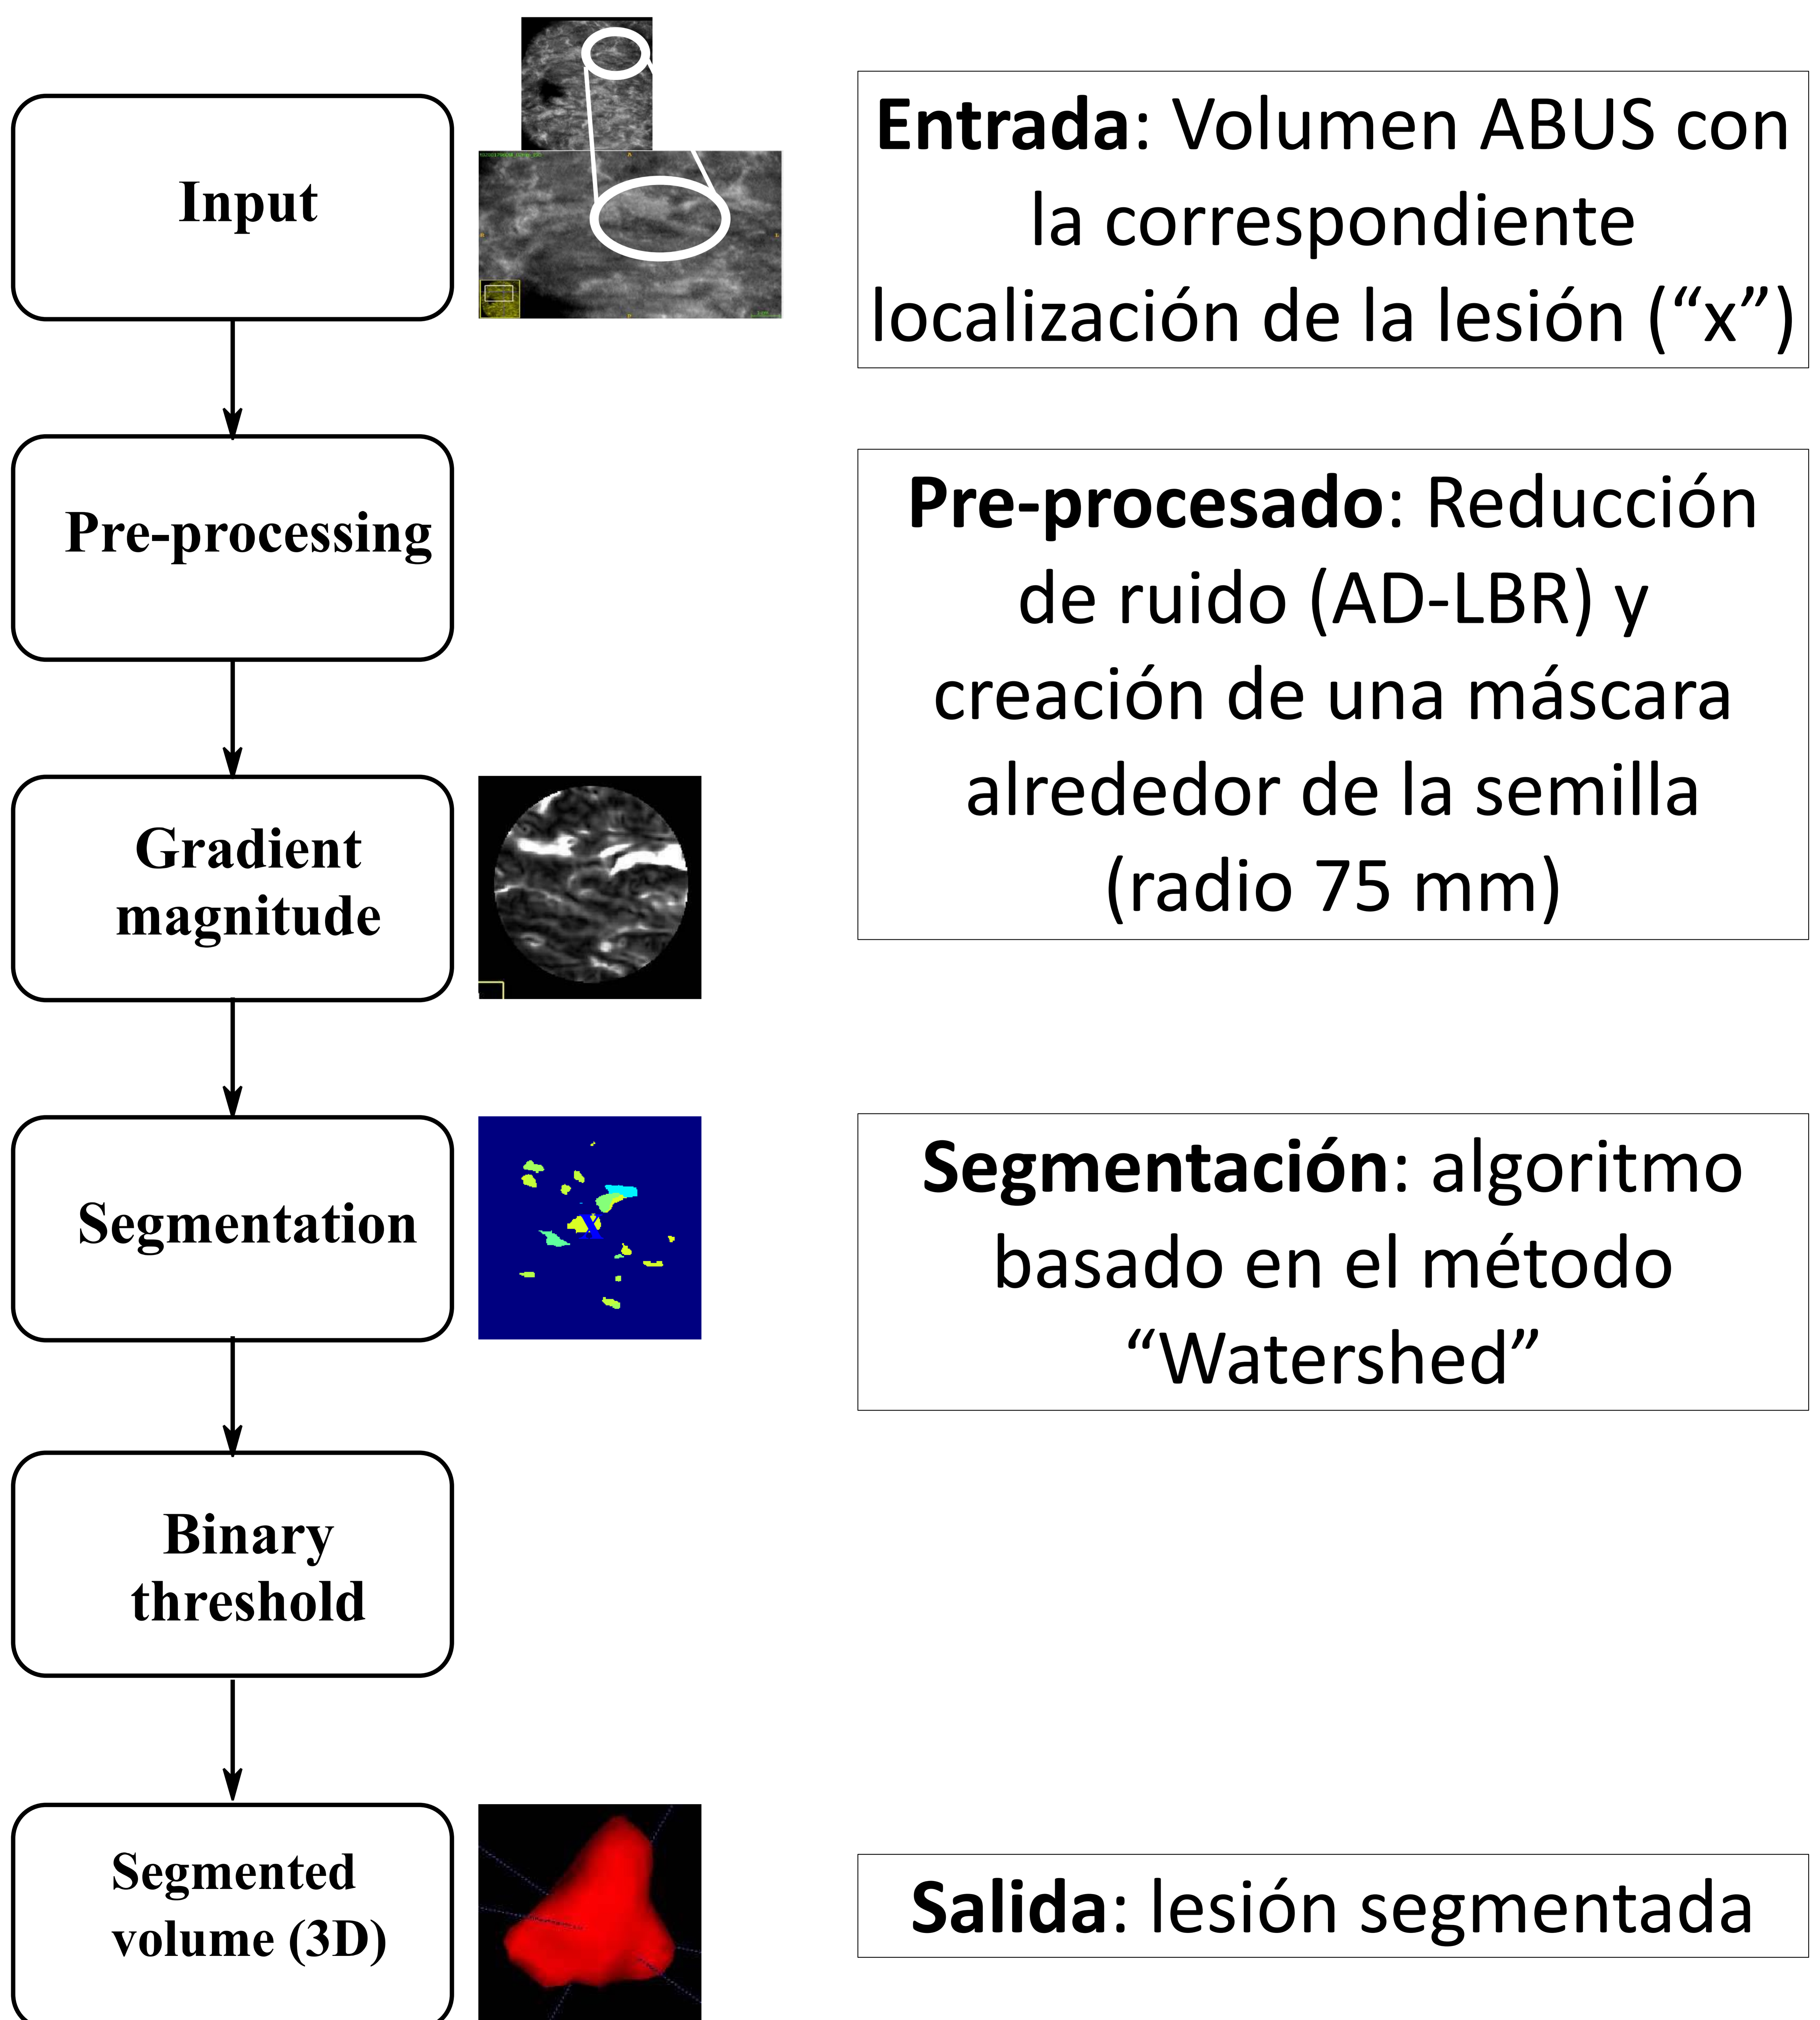 Input
Entrada: Volumen ABUS con
la correspondiente
localización de la lesión (“x”)
Pre-processing
Pre-procesado: Reducción
de ruido (AD-LBR) y
creación de una máscara
alrededor de la semilla
(radio 75 mm)
Gradient
magnitude
Segmentation
X
Segmentación: algoritmo
basado en el método
“Watershed”
Binary
threshold
Segmented
volume (3D)
Salida: lesión segmentada